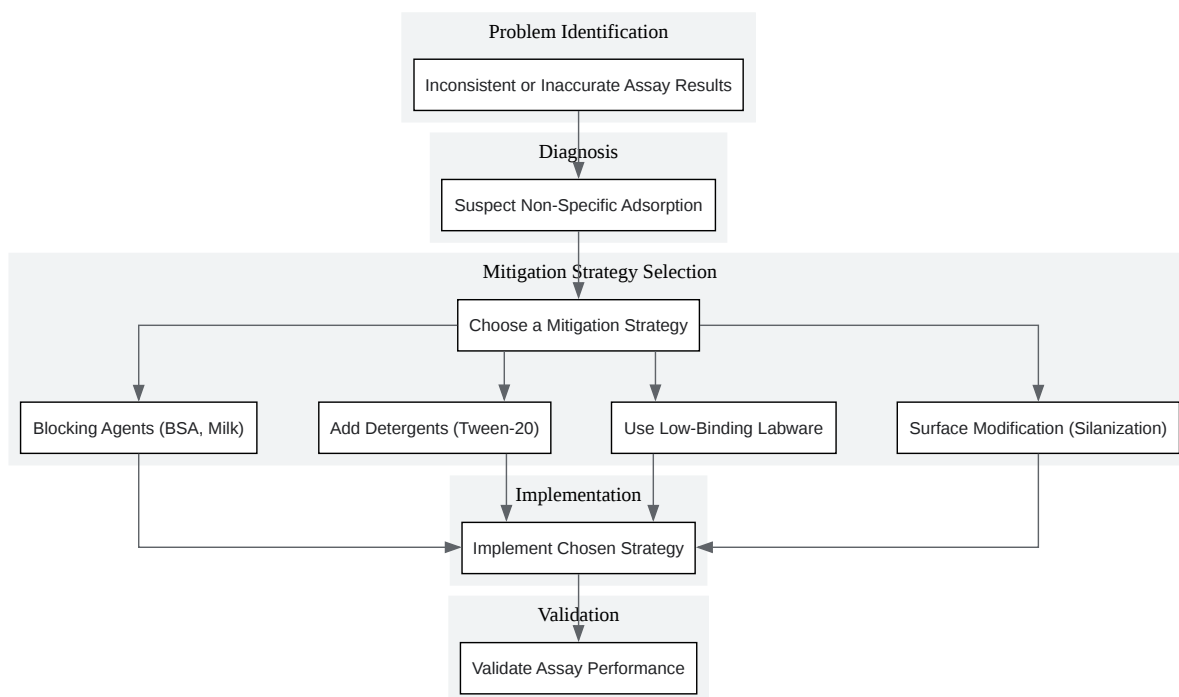 Problem Identification
Inconsistent or Inaccurate Assay Results
Diagnosis
Suspect Non-Specific Adsorption
Mitigation Strategy Selection
Choose a Mitigation Strategy
Blocking Agents (BSA, Milk)
Add Detergents (Tween-20)
Use Low-Binding Labware
Surface Modification (Silanization)
Implementation
Implement Chosen Strategy
Validation
Validate Assay Performance